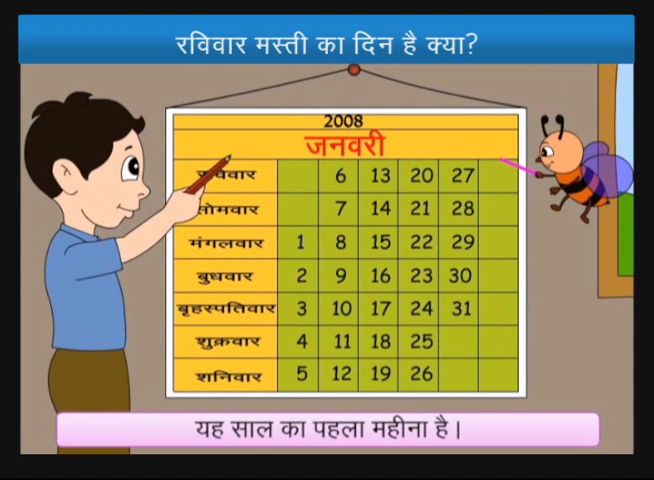 रविवार मस्ती का दिन है क्या?
2008
जनवरी
रविवार 6 13 20 27
सोमवार 7 14 21 28
मंगलवार 1 8 15 22 29
बुधवार 2 9 16 23 30
बृहस्पतिवार 3 10 17 24 31
शुक्रवार 4 11 18 25
शनिवार 5 12 19 26
यह साल का पहला महीना है।